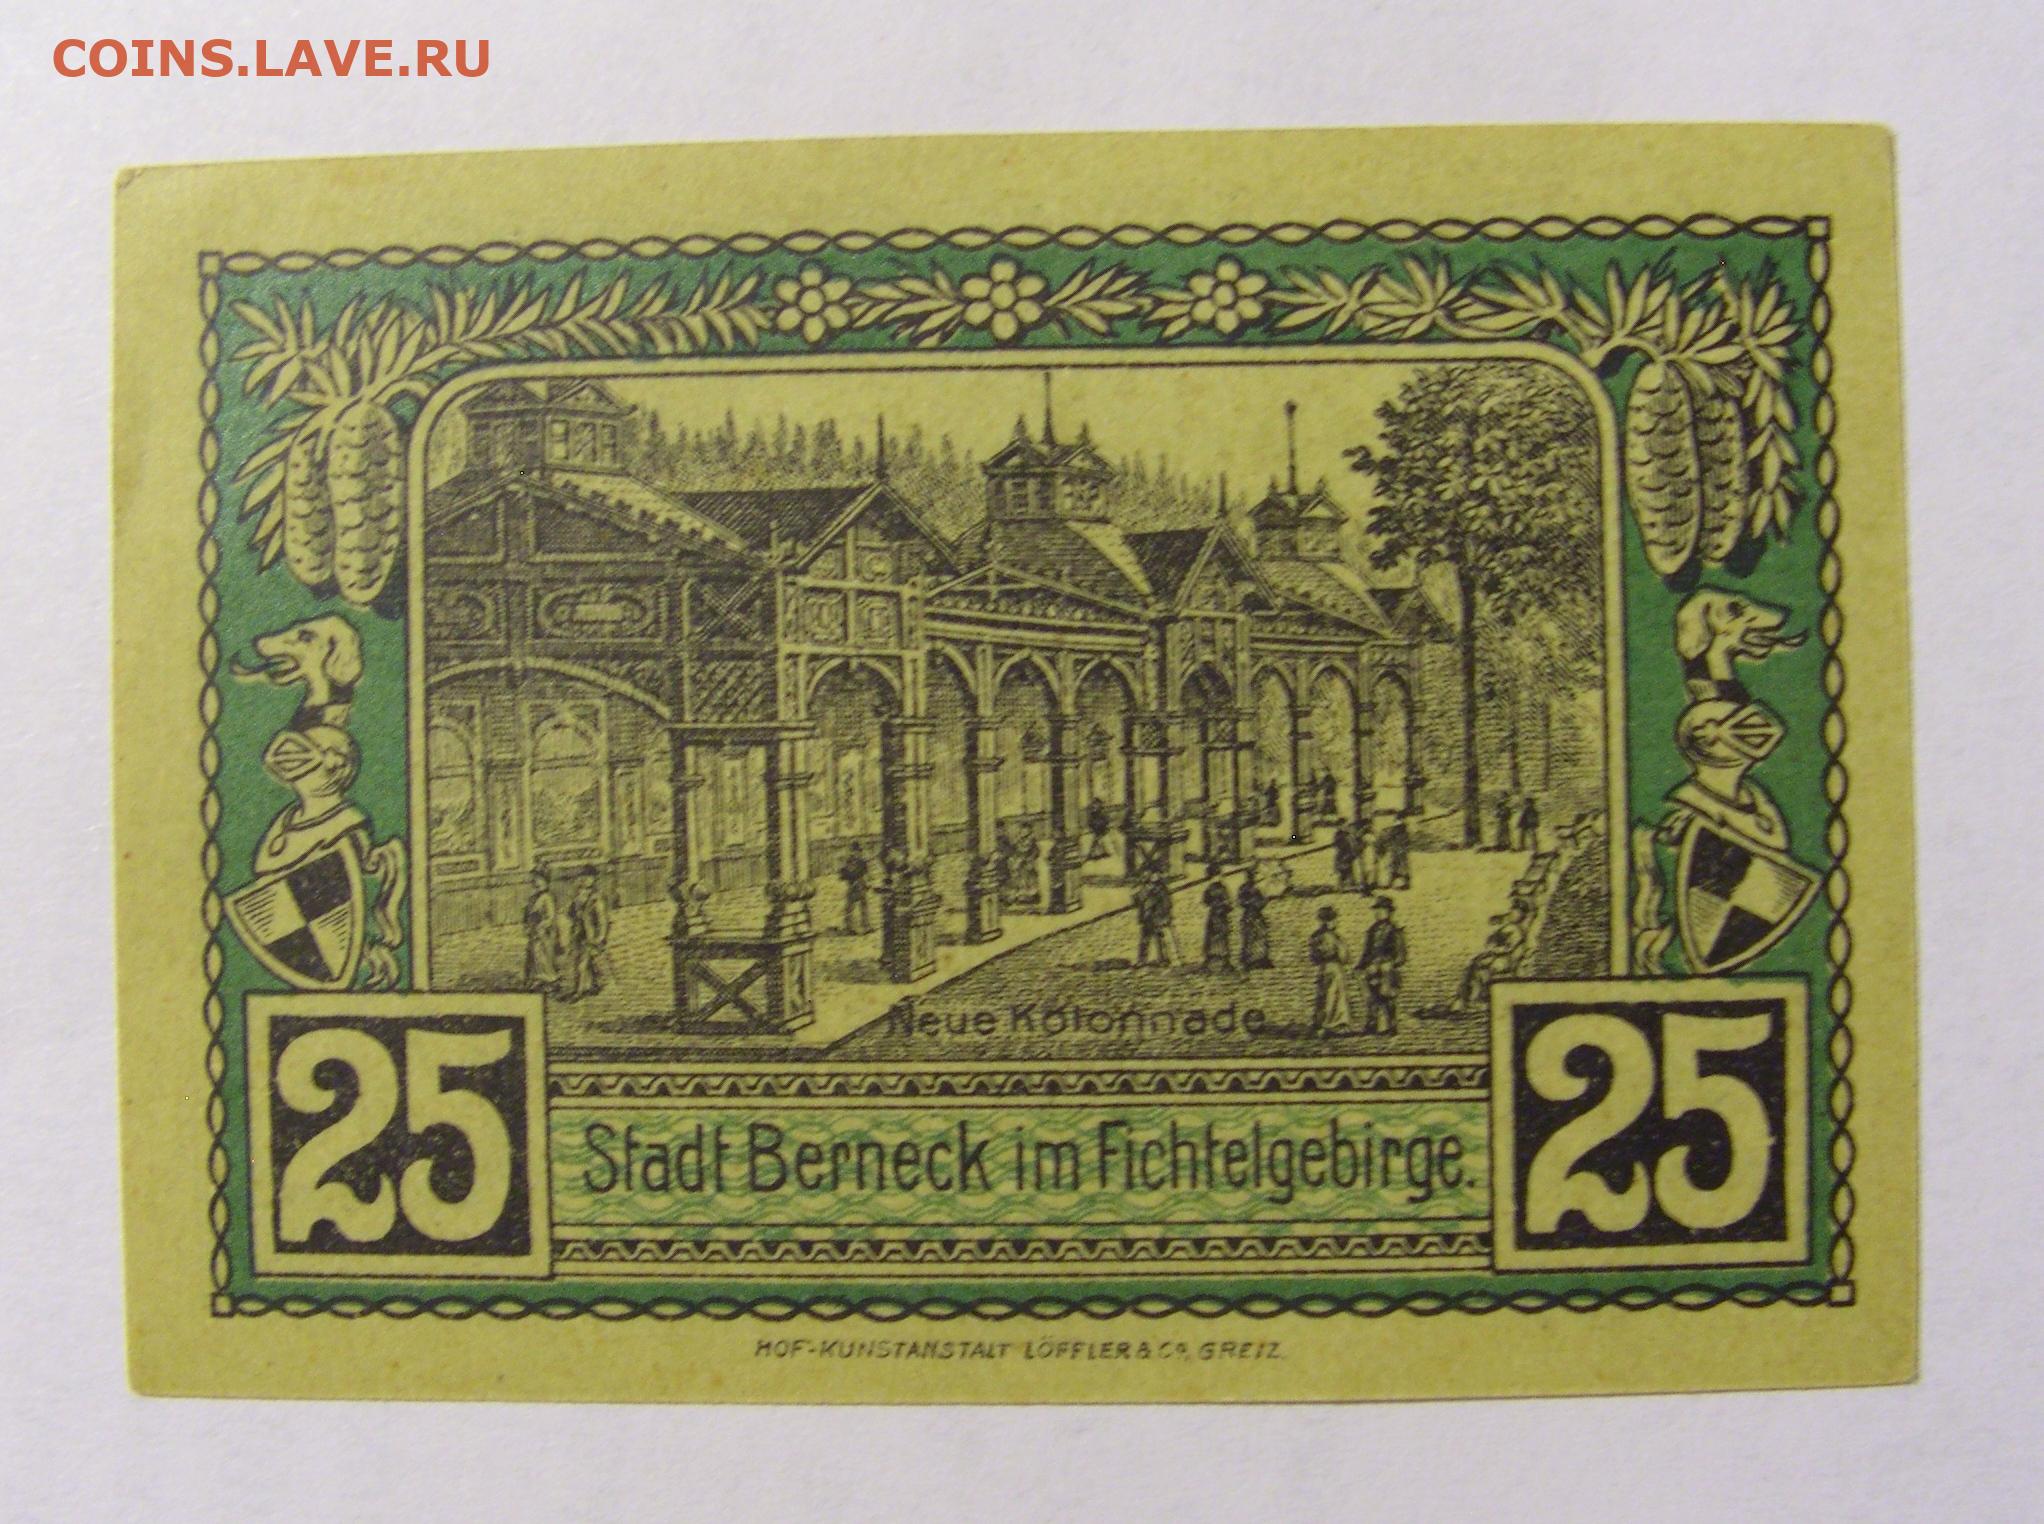 COINS.LAVE.RU
Neue Kolonnade
25
Stadt Berneck im Fichtelgebirge.
25
HOF-KUNSTANSTALT LÖFFLER & Co. GREIZ.